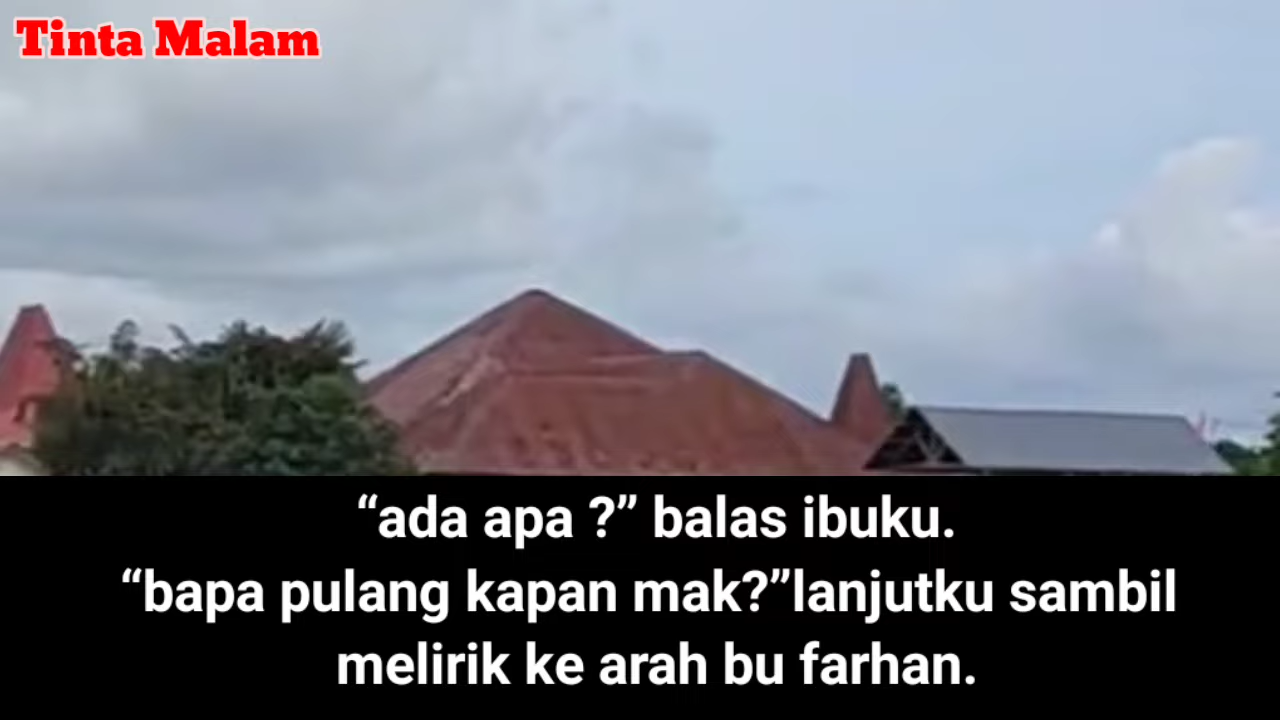 Tinta Malam
“ada apa ?” balas ibuku.
“bapa pulang kapan mak?”lanjutku sambil
melirik ke arah bu farhan.